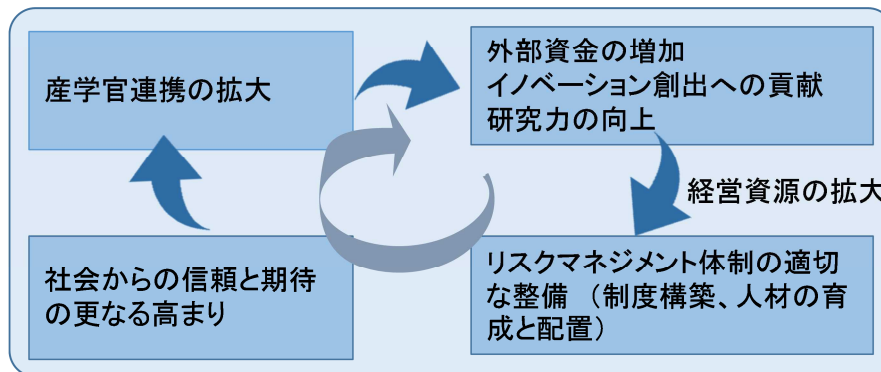 産学官連携の拡大
外部資金の増加
イノベーション創出への貢献
研究力の向上
経営資源の拡大
リスクマネジメント体制の適切
な整備 （制度構築、人材の育
成と配置）
社会からの信頼と期待
の更なる高まり